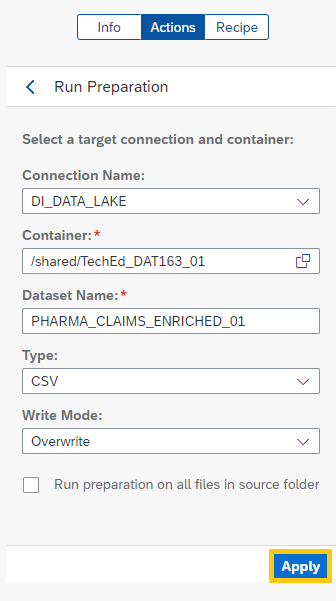 Info Actions Recipe
Run Preparation
Select a target connection and container:
Connection Name:
DI_DATA_LAKE
Container:*
/shared/TechEd_DAT163_01
Dataset Name:*
PHARMA_CLAIMS_ENRICHED_01
Type:
CSV
Write Mode:
Overwrite
Run preparation on all files in source folder
Apply